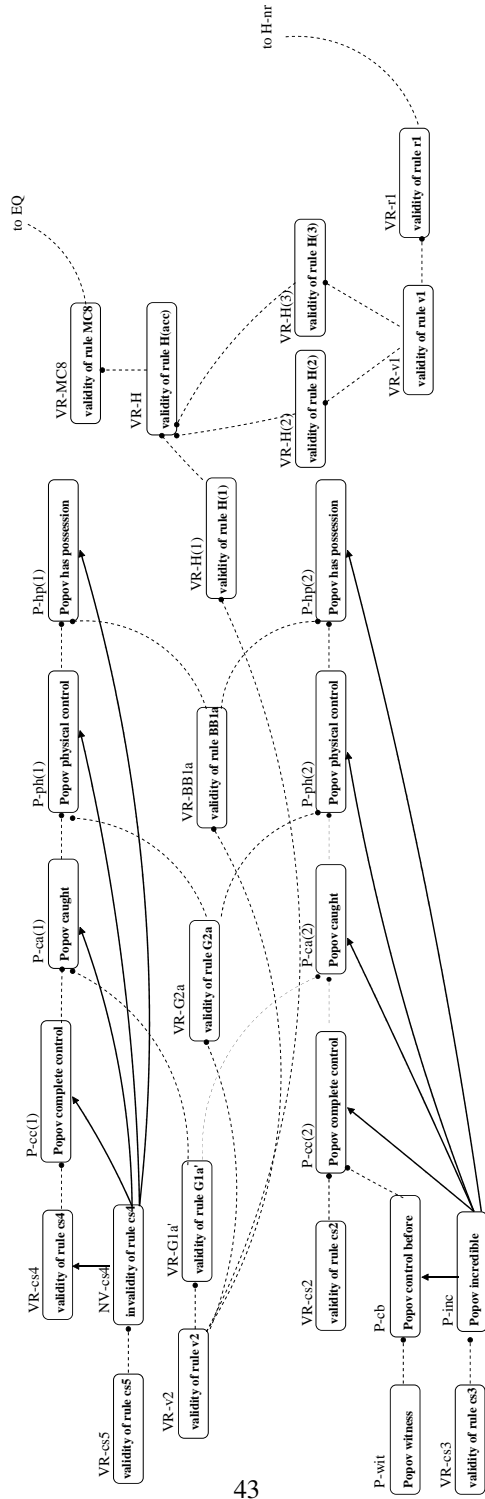 to EQ
to H-nr
VR-MC8
validity of rule MC8
VR-H
validity of rule H(acc)
VR-H(3)
validity of rule H(3)
VR-H(2)
validity of rule H(2)
VR-H(1)
validity of rule H(1)
VR-v1
validity of rule v1
VR-r1
validity of rule r1
VR-cs5
validity of rule cs5
VR-cs4
validity of rule cs4
NV-cs4
invalidity of rule cs4
P-cc(1)
Popov complete control
P-ca(1)
Popov caught
P-ph(1)
Popov physical control
P-hp(1)
Popov has possession
VR-v2
validity of rule v2
VR-G1a'
validity of rule G1a'
VR-G2a
validity of rule G2a
VR-BB1a
validity of rule BB1a
VR-cs2
validity of rule cs2
P-cc(2)
Popov complete control
P-ca(2)
Popov caught
P-ph(2)
Popov physical control
P-hp(2)
Popov has possession
P-wit
Popov witness
P-cb
Popov control before
VR-cs3
validity of rule cs3
P-inc
Popov incredible
43